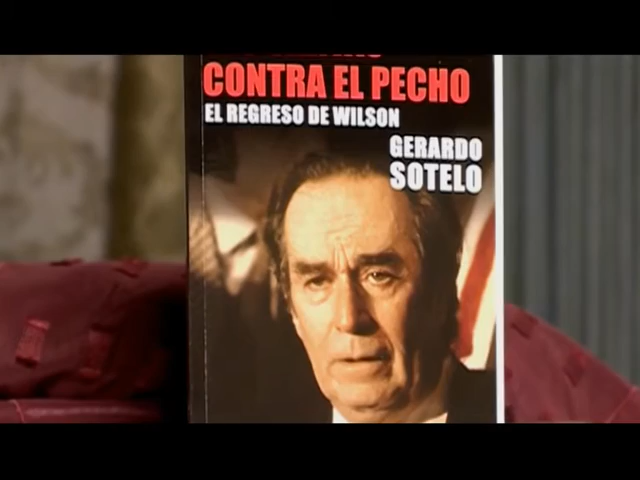 CONTRA EL PECHO
EL REGRESO DE WILSON
GERARDO
SOTELO